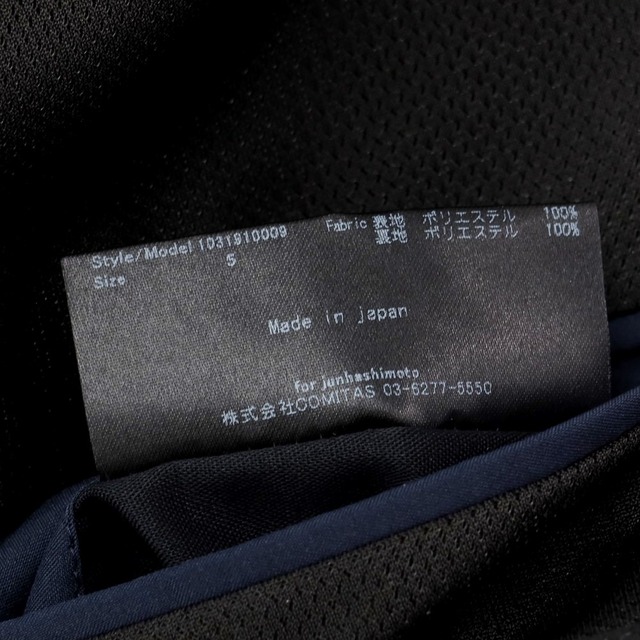 Style/Model 1031910009 Fabric 表地 ポリエステル 100%
Size 5 裏地 ポリエステル 100%
Made in japan
for junhashimoto
株式会社COMITAS 03-6277-5550